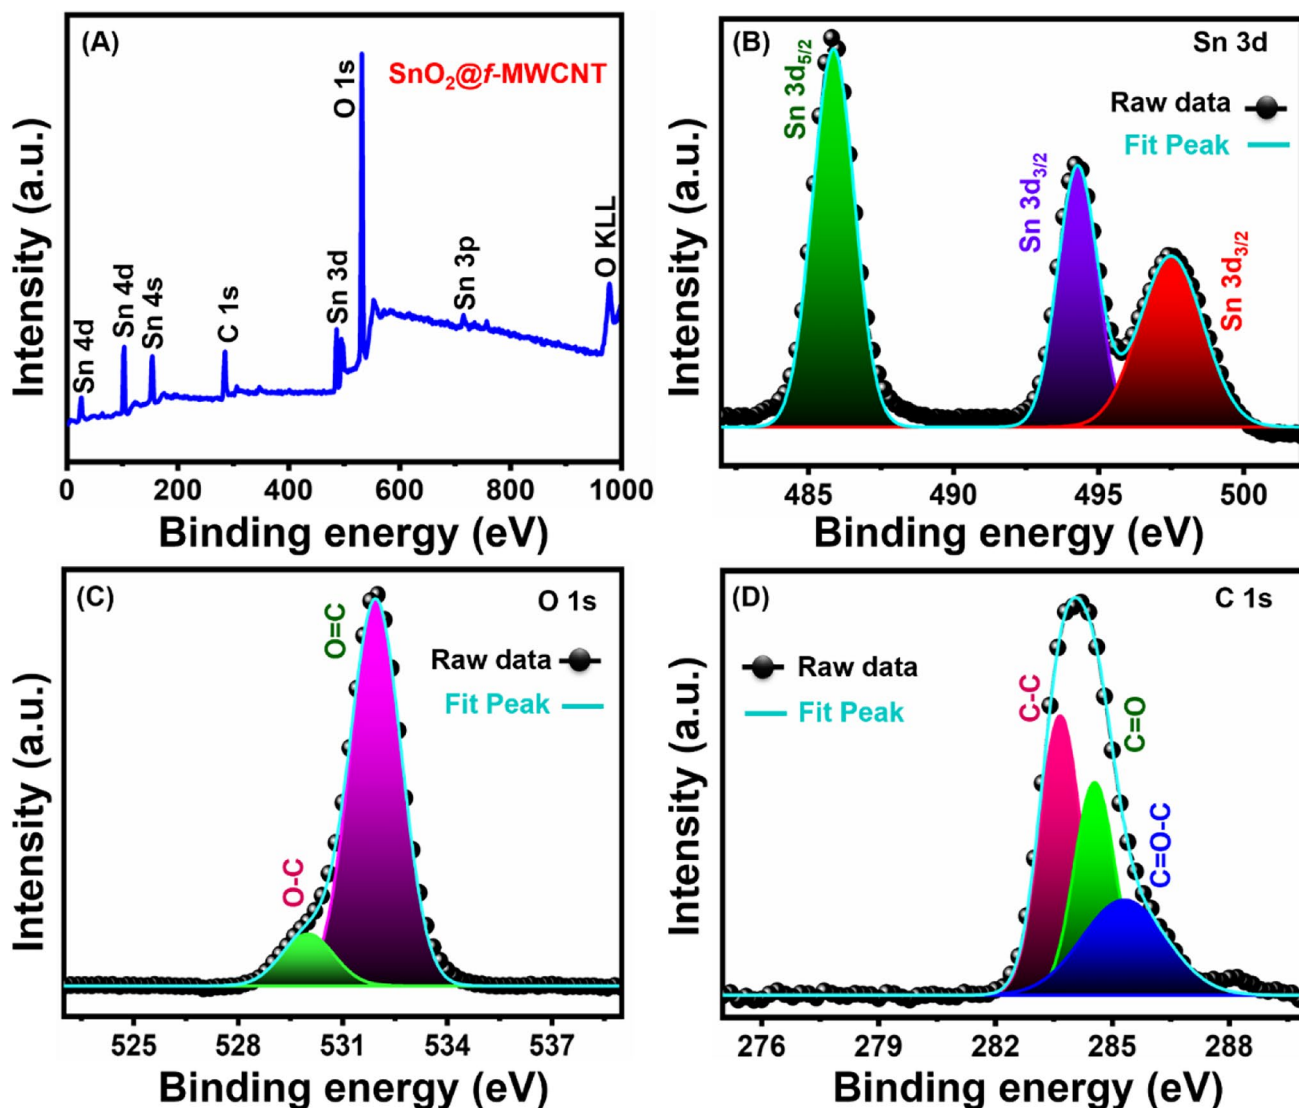 (A)
SnO₂@f-MWCNT
Sn 4d
Sn 4d
Sn 4s
C 1s
Sn 3d
O 1s
Sn 3p
O KLL
Intensity (a.u.)
0 200 400 600 800 1000
Binding energy (eV)
(B)
Sn 3d
Sn 3d₅/₂
Raw data
Fit Peak
Sn 3d₃/₂
Sn 3d₃/₂
Intensity (a.u.)
485 490 495 500
Binding energy (eV)
(C)
O 1s
O=C
Raw data
Fit Peak
O-C
Intensity (a.u.)
525 528 531 534 537
Binding energy (eV)
(D)
C 1s
Raw data
Fit Peak
C-C
C=O
C=O-C
Intensity (a.u.)
276 279 282 285 288
Binding energy (eV)